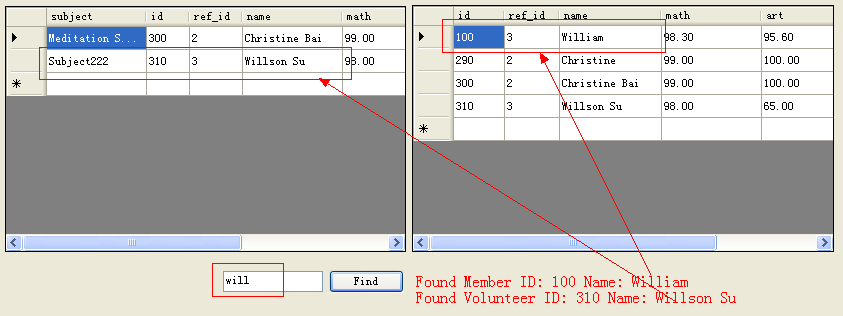 subject id ref_id name math
Meditation S... 300 2 Christine Bai 99.00
Subject222 310 3 Willson Su 98.00
id ref_id name math art
100 3 William 98.30 95.60
290 2 Christine 99.00 100.00
300 2 Christine Bai 99.00 100.00
310 3 Willson Su 98.00 65.00
will Find
Found Member ID: 100 Name: William
Found Volunteer ID: 310 Name: Willson Su